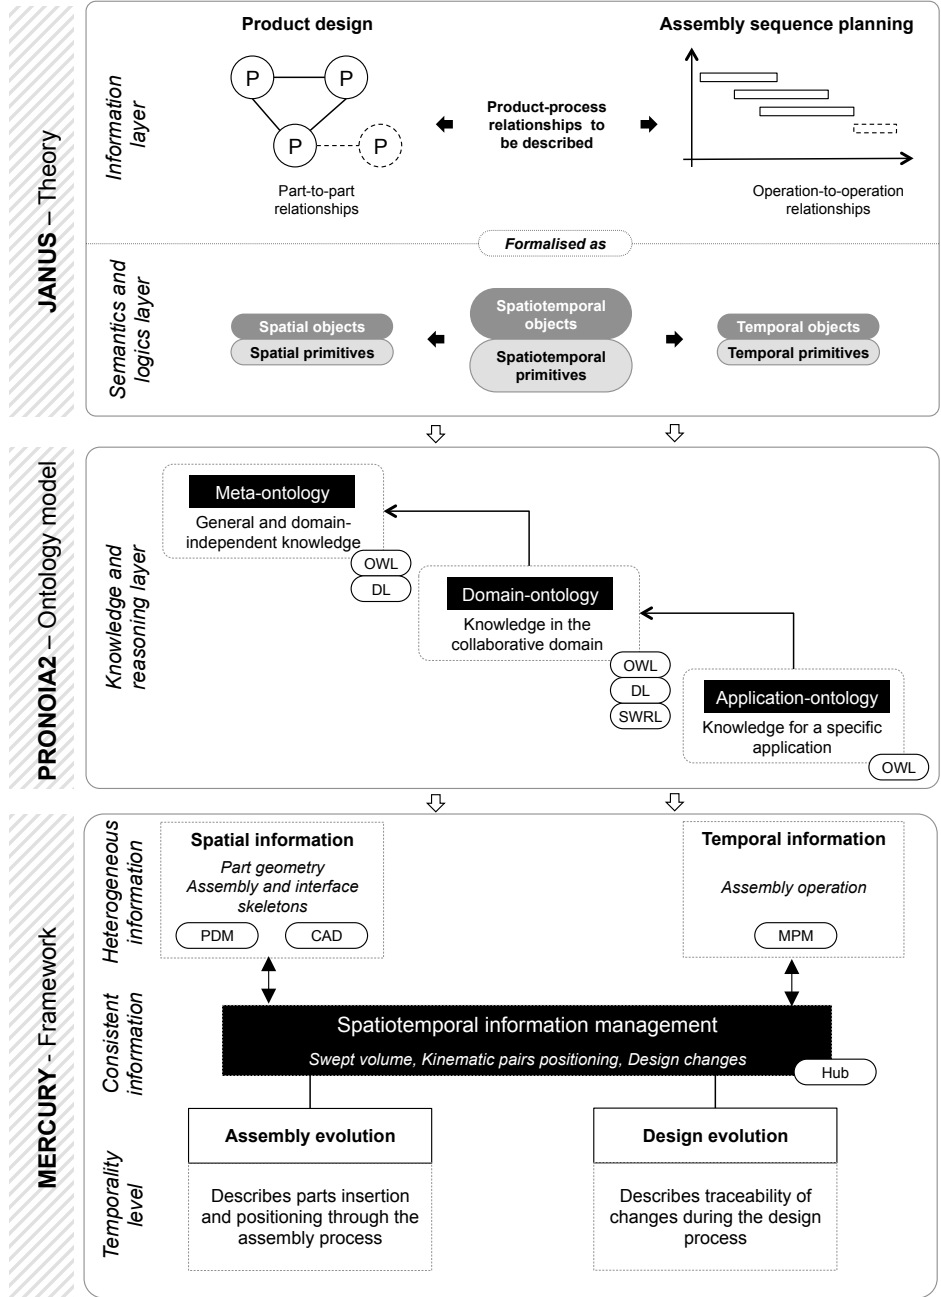 JANUS – Theory
Information
layer
Product design
P
P
P
P
Part-to-part
relationships
Product-process
relationships to
be described
Assembly sequence planning
Operation-to-operation
relationships
Formalised as
Semantics and
logics layer
Spatial objects
Spatial primitives
Spatiotemporal
objects
Spatiotemporal
primitives
Temporal objects
Temporal primitives
PRONOIA2 – Ontology model
Knowledge and
reasoning layer
Meta-ontology
General and domain-
independent knowledge
OWL
DL
Domain-ontology
Knowledge in the
collaborative domain
OWL
DL
SWRL
Application-ontology
Knowledge for a specific
application
OWL
MERCURY - Framework
Heterogeneous
information
Spatial information
Part geometry
Assembly and interface
skeletons
PDM
CAD
Temporal information
Assembly operation
MPM
Consistent
information
Spatiotemporal information management
Swept volume, Kinematic pairs positioning, Design changes
Hub
Temporality
level
Assembly evolution
Describes parts insertion
and positioning through the
assembly process
Design evolution
Describes traceability of
changes during the design
process